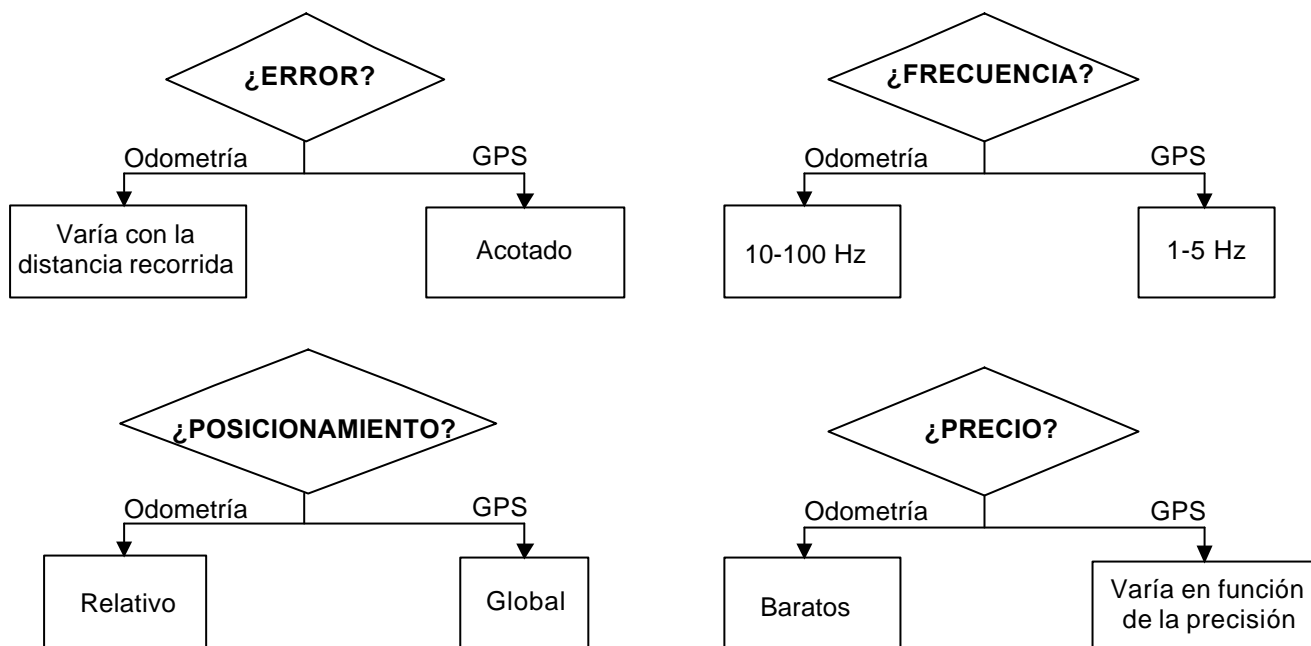 ¿ERROR?
Odometría
GPS
Varía con la
distancia recorrida
Acotado
¿FRECUENCIA?
Odometría
GPS
10-100 Hz
1-5 Hz
¿POSICIONAMIENTO?
Odometría
GPS
Relativo
Global
¿PRECIO?
Odometría
GPS
Baratos
Varía en función
de la precisión